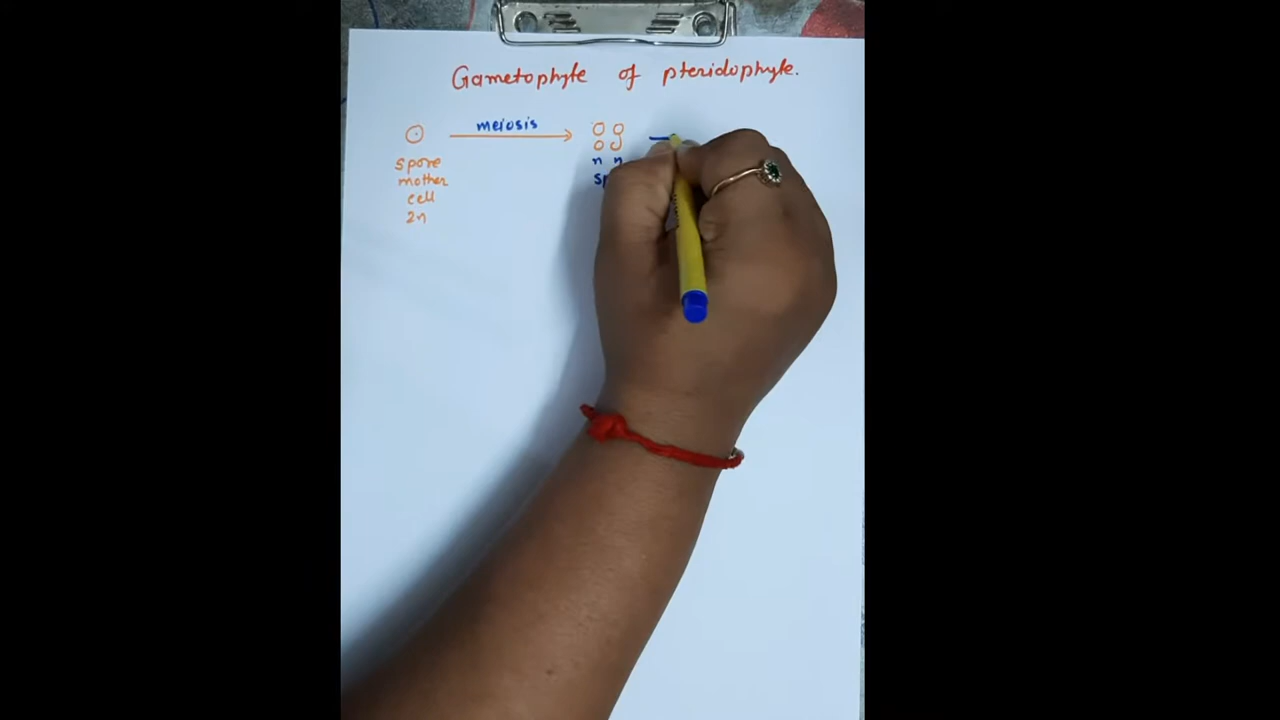 Gametophyte of pteridophyte.
meiosis
spore
mother
cell
2n
n n